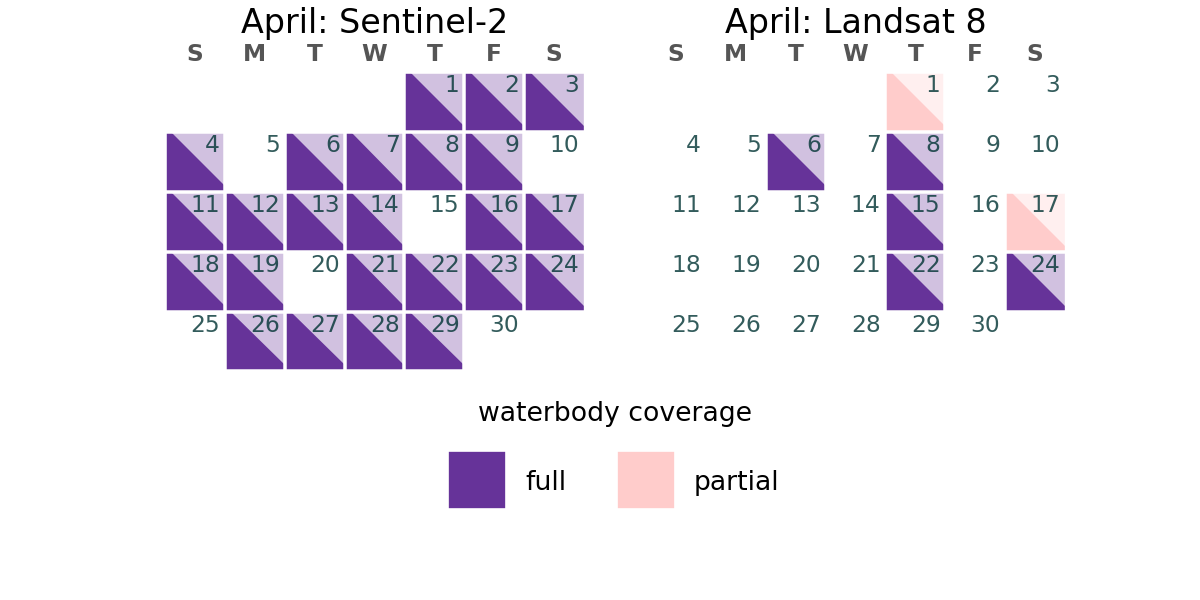 April: Sentinel-2
S M T W T F S
1 2 3
4 5 6 7 8 9 10
11 12 13 14 15 16 17
18 19 20 21 22 23 24
25 26 27 28 29 30
April: Landsat 8
S M T W T F S
1 2 3
4 5 6 7 8 9 10
11 12 13 14 15 16 17
18 19 20 21 22 23 24
25 26 27 28 29 30
waterbody coverage
full partial